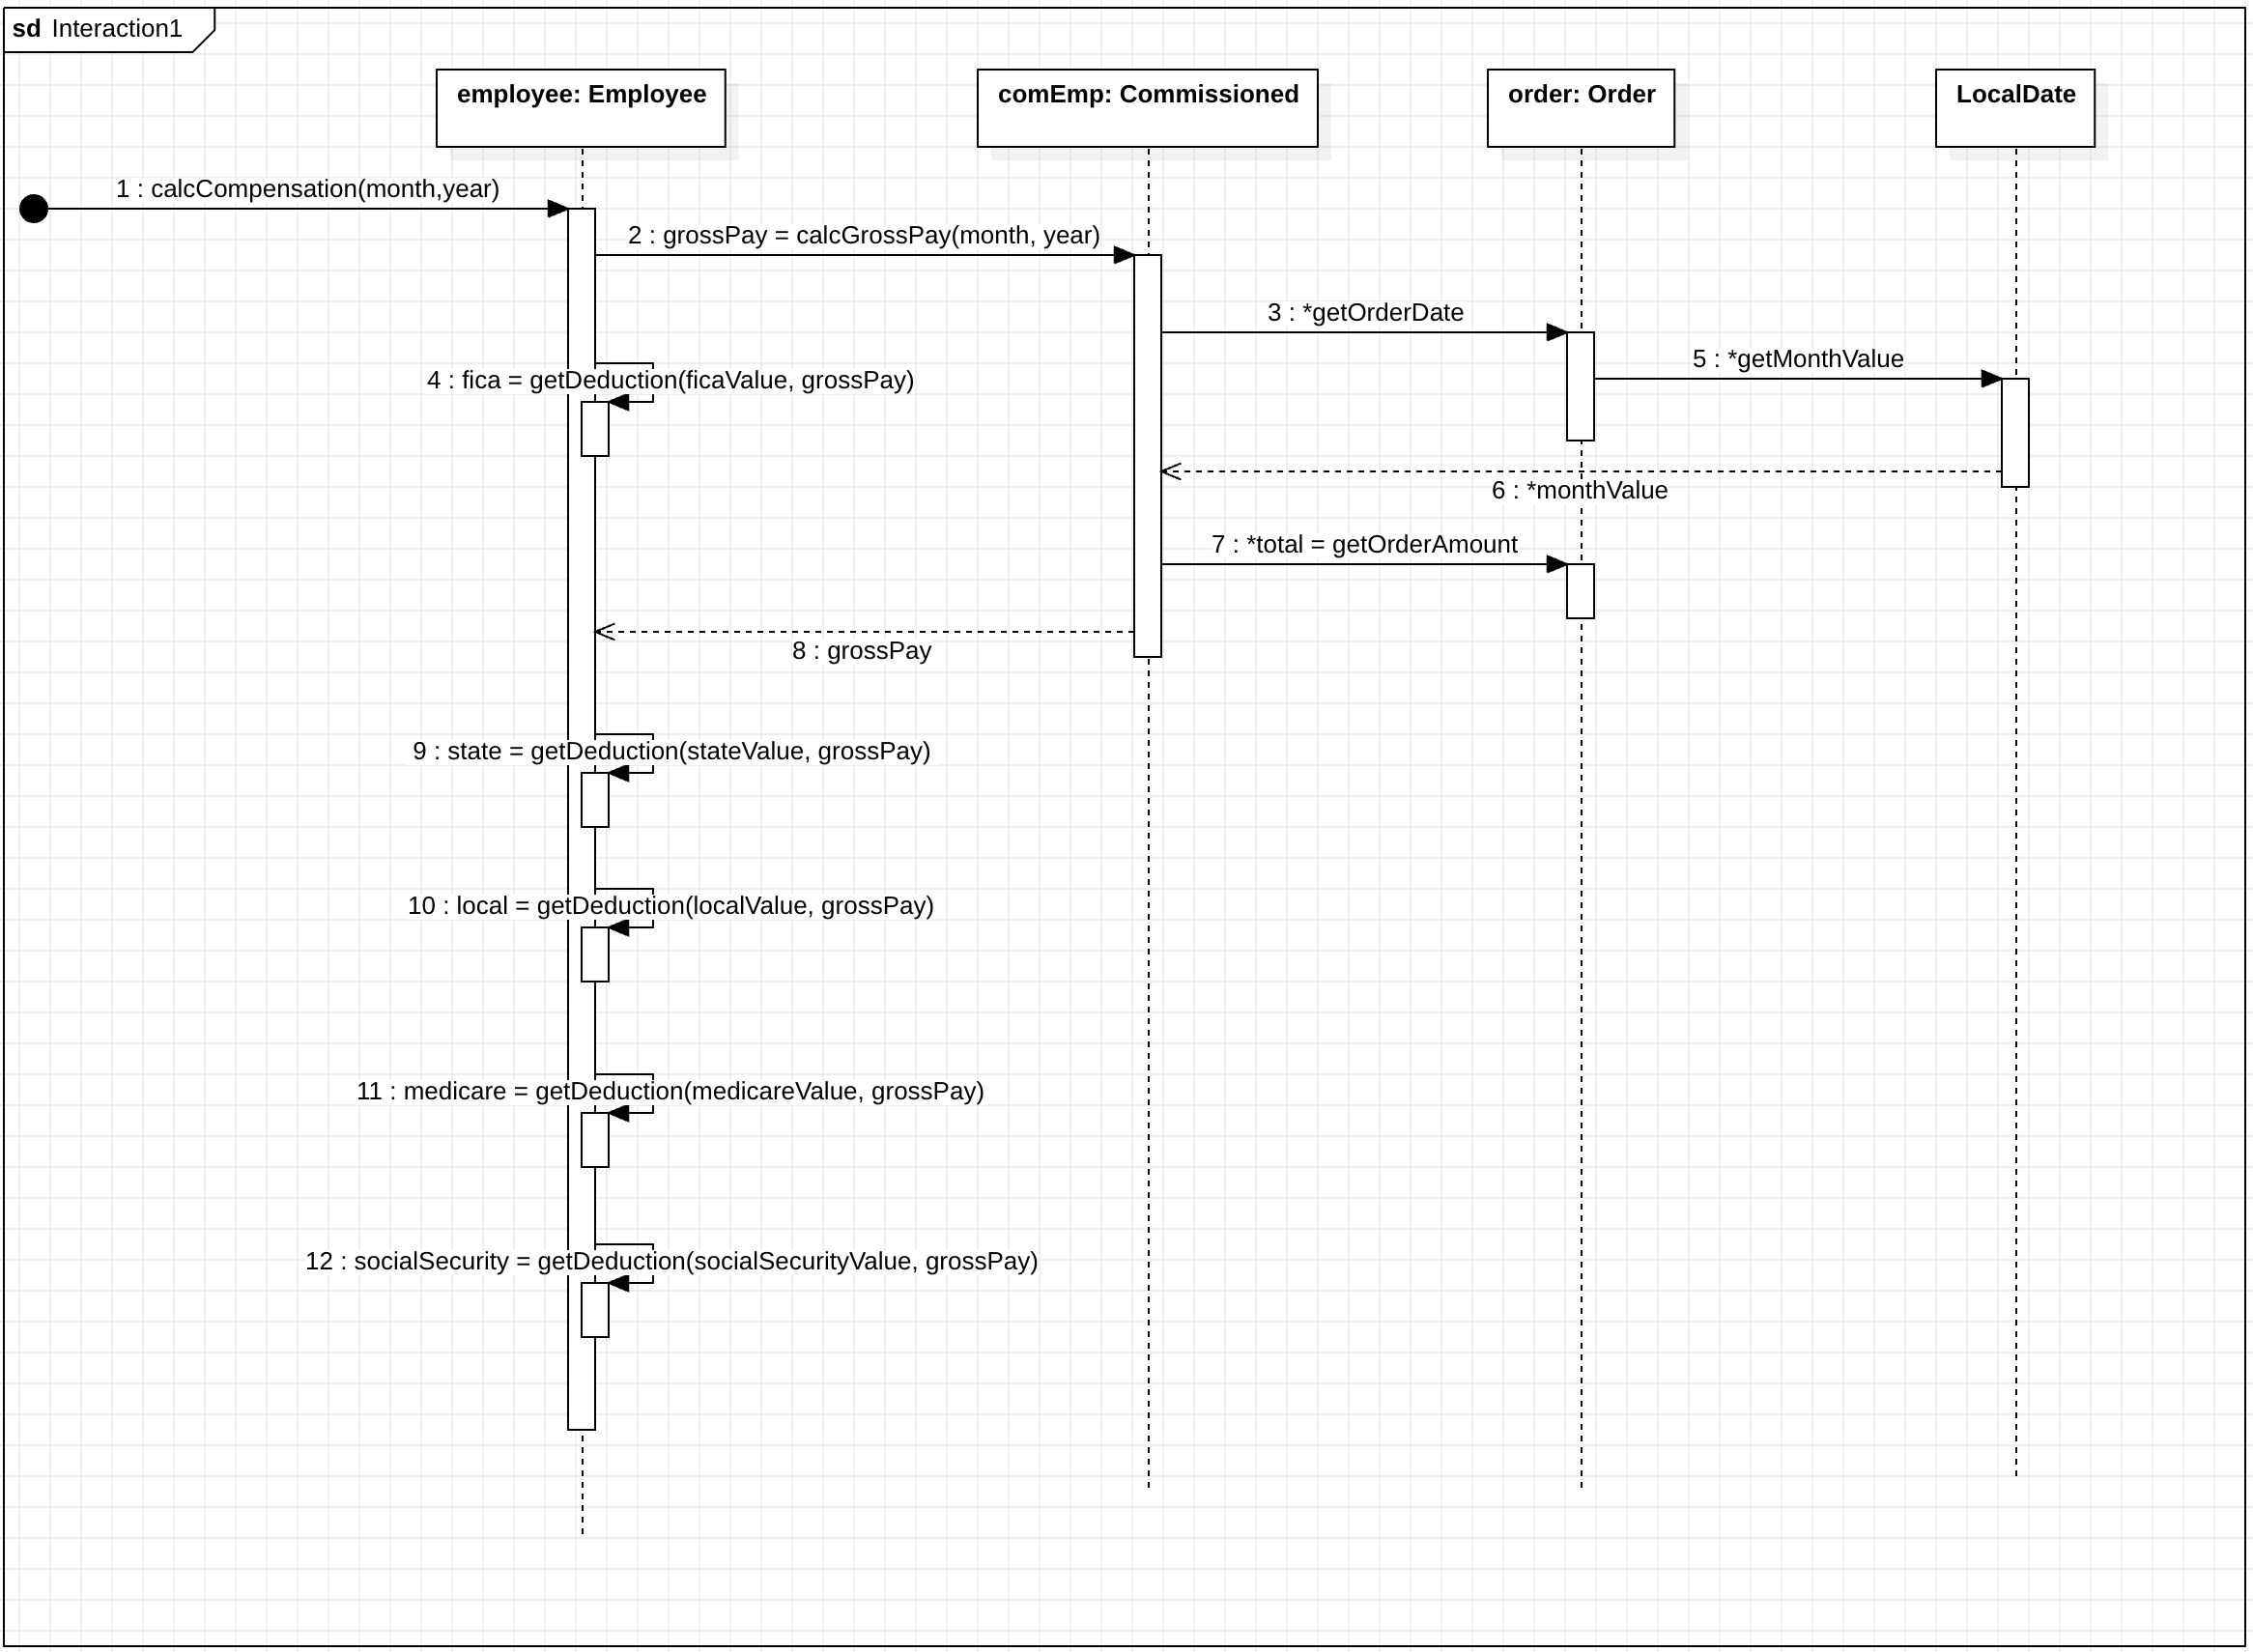 sd Interaction1
employee: Employee
comEmp: Commissioned
order: Order
LocalDate
1 : calcCompensation(month,year)
2 : grossPay = calcGrossPay(month, year)
3 : *getOrderDate
5 : *getMonthValue
4 : fica = getDeduction(ficaValue, grossPay)
6 : *monthValue
7 : *total = getOrderAmount
8 : grossPay
9 : state = getDeduction(stateValue, grossPay)
10 : local = getDeduction(localValue, grossPay)
11 : medicare = getDeduction(medicareValue, grossPay)
12 : socialSecurity = getDeduction(socialSecurityValue, grossPay)